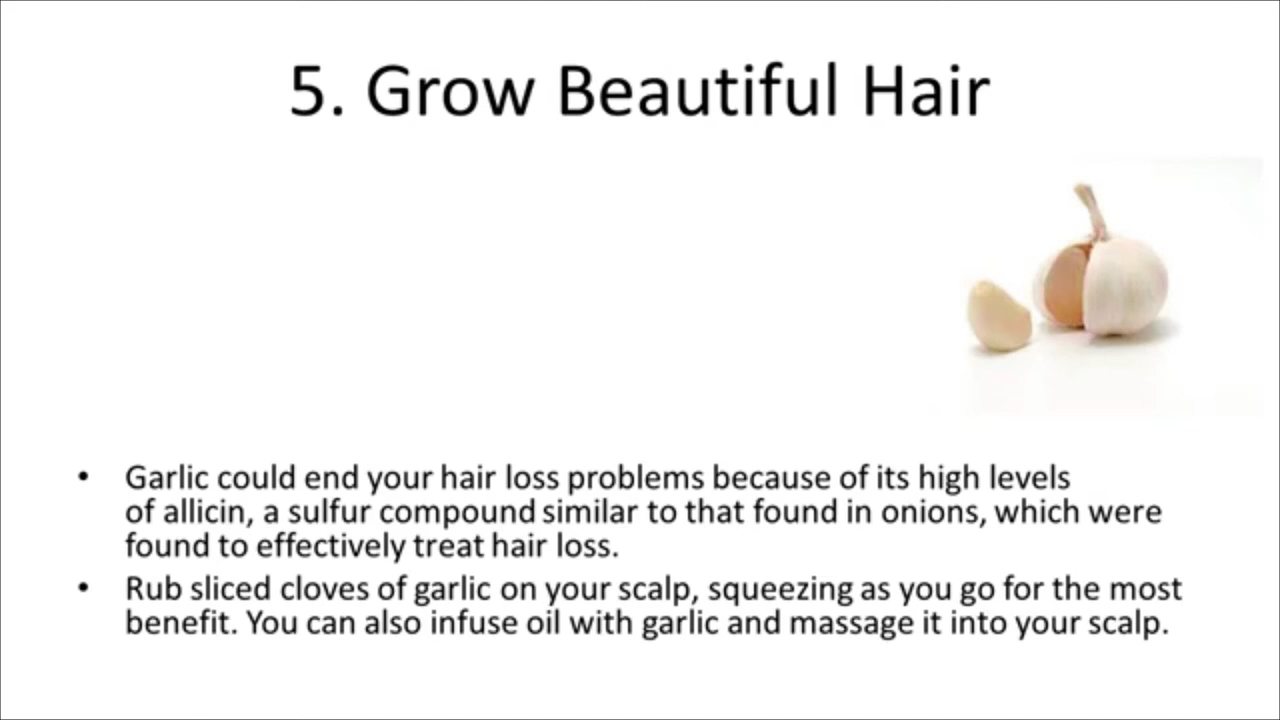 5. Grow Beautiful Hair
• Garlic could end your hair loss problems because of its high levels
of allicin, a sulfur compound similar to that found in onions, which were
found to effectively treat hair loss.
• Rub sliced cloves of garlic on your scalp, squeezing as you go for the most
benefit. You can also infuse oil with garlic and massage it into your scalp.